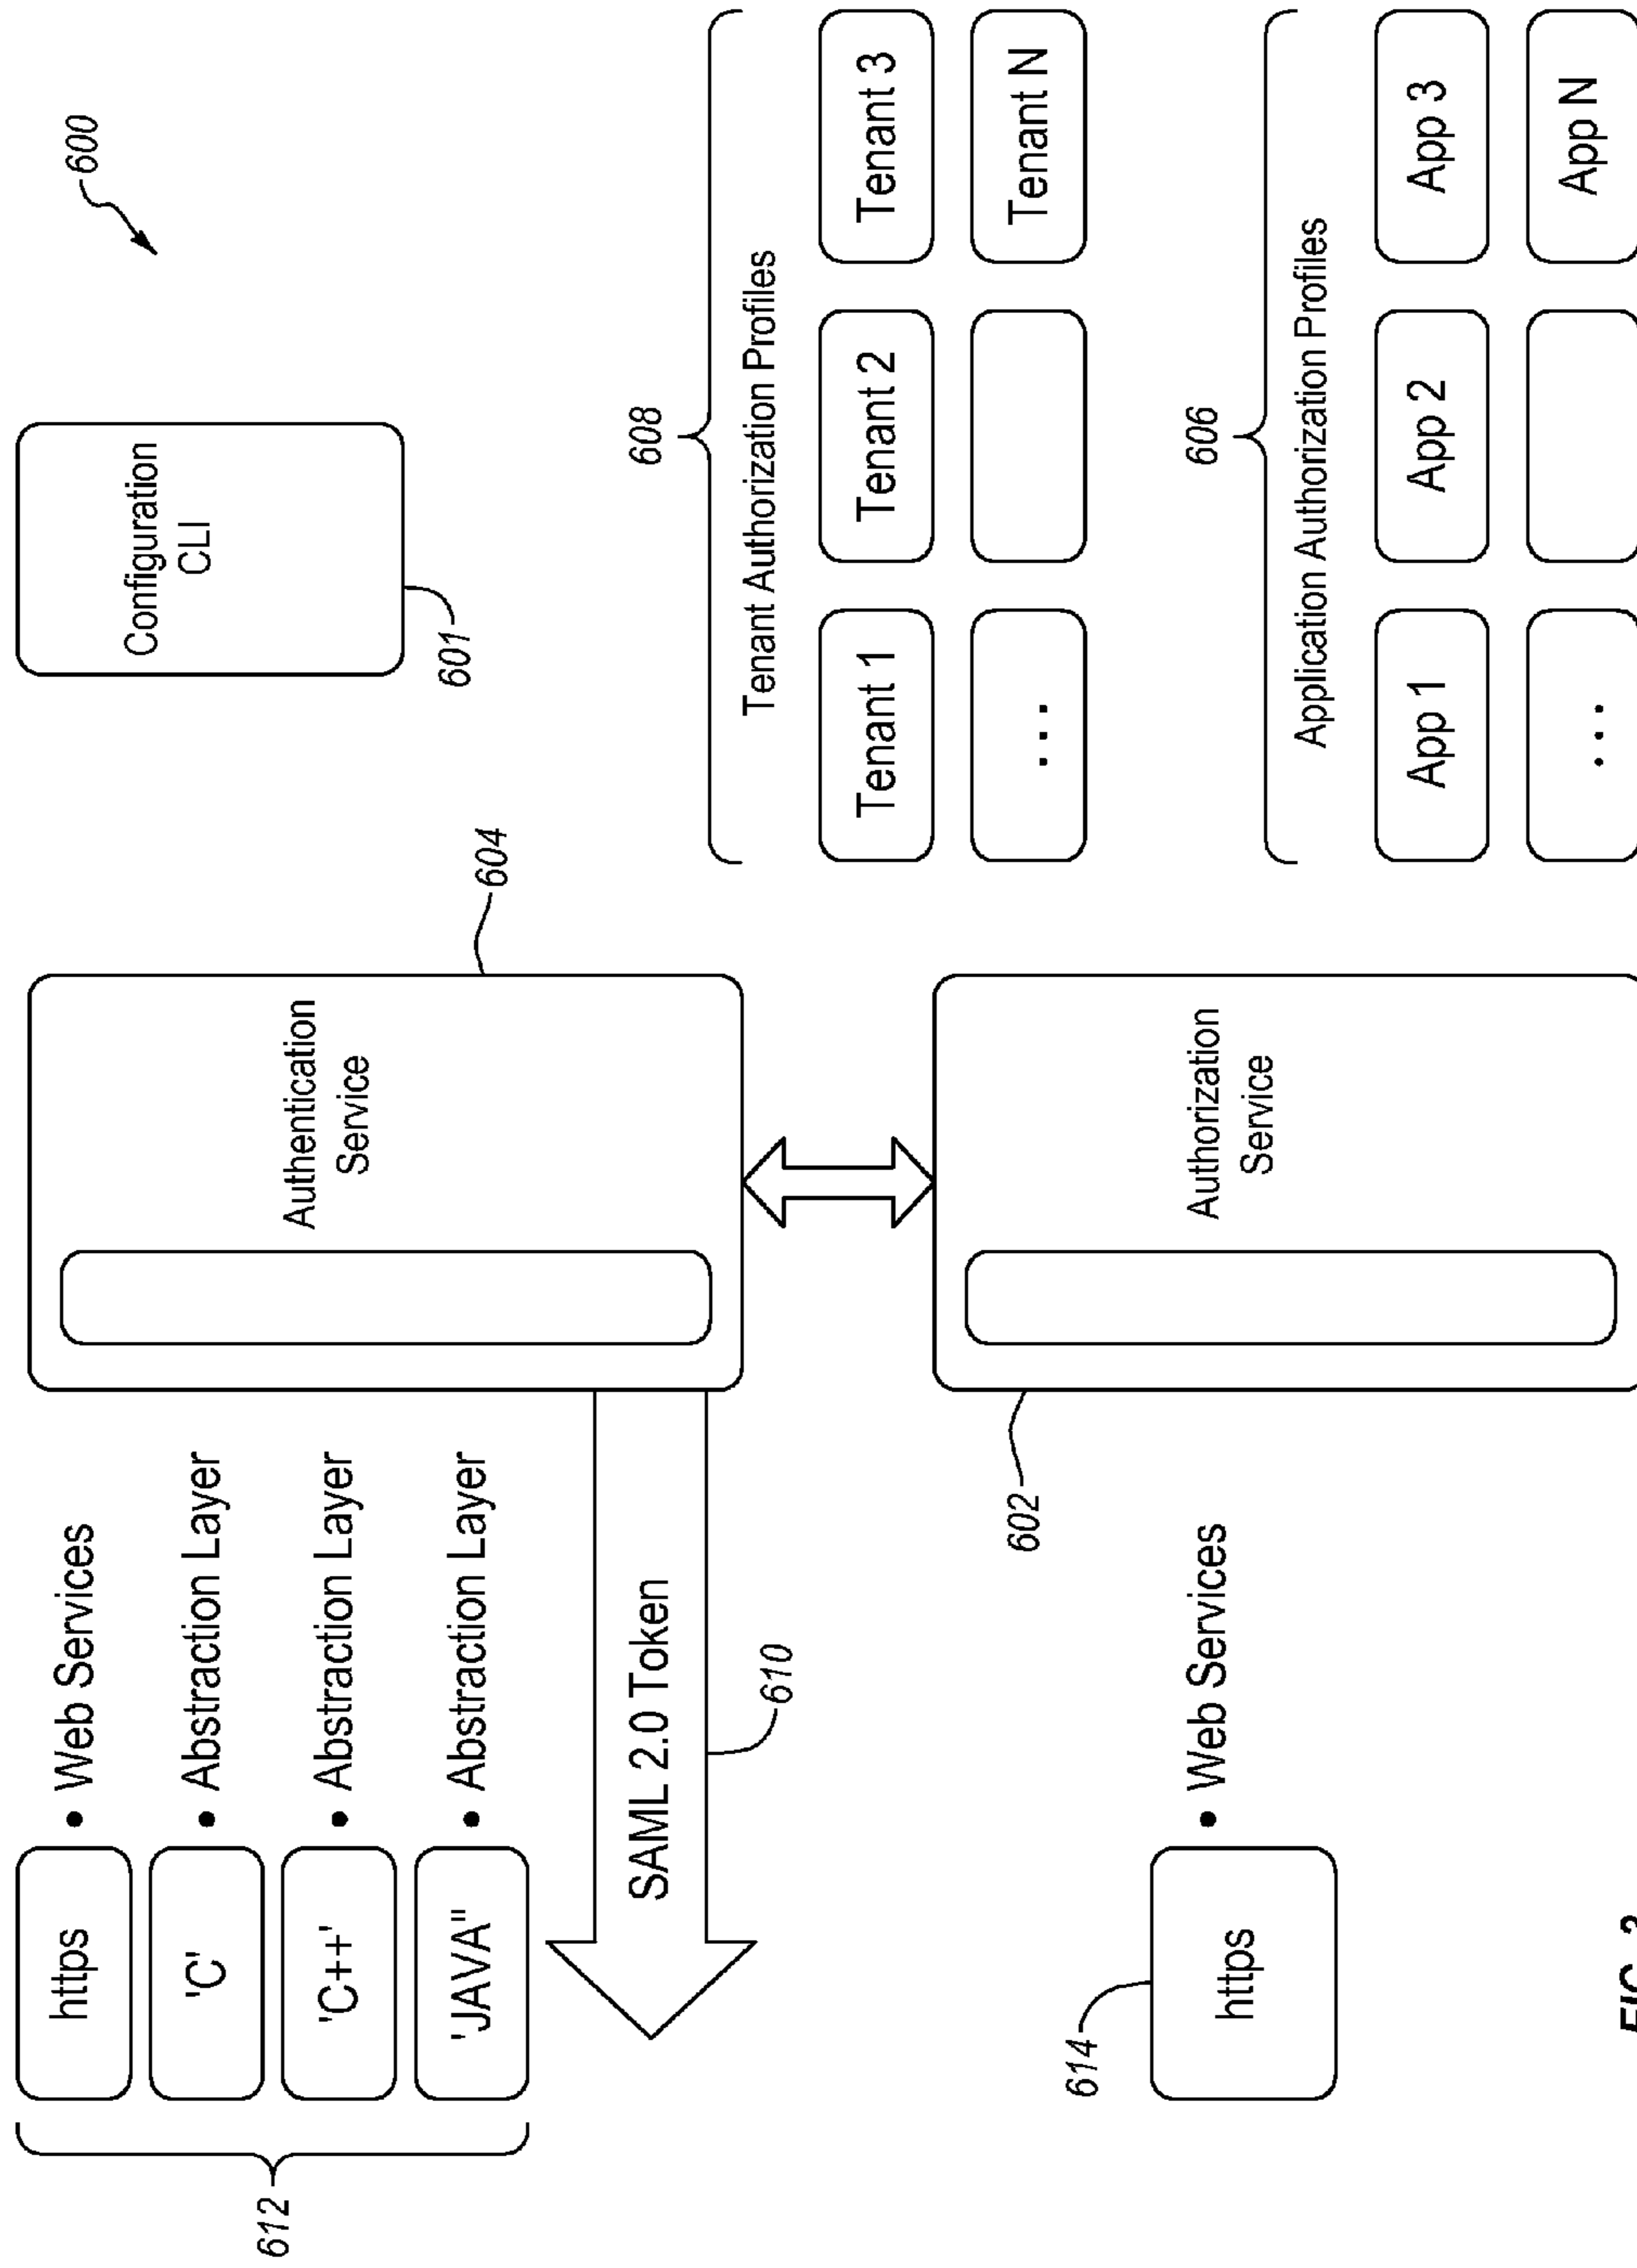 600
https
• Web Services
'C'
• Abstraction Layer
'C++'
• Abstraction Layer
'JAVA"
• Abstraction Layer
612
SAML 2.0 Token
610
Authentication
Service
604
Configuration
CLI
601
608
Tenant Authorization Profiles
Tenant 1
Tenant 2
Tenant 3
...
Tenant N
614
https
• Web Services
602
Authorization
Service
606
Application Authorization Profiles
App 1
App 2
App 3
...
App N
FIG.